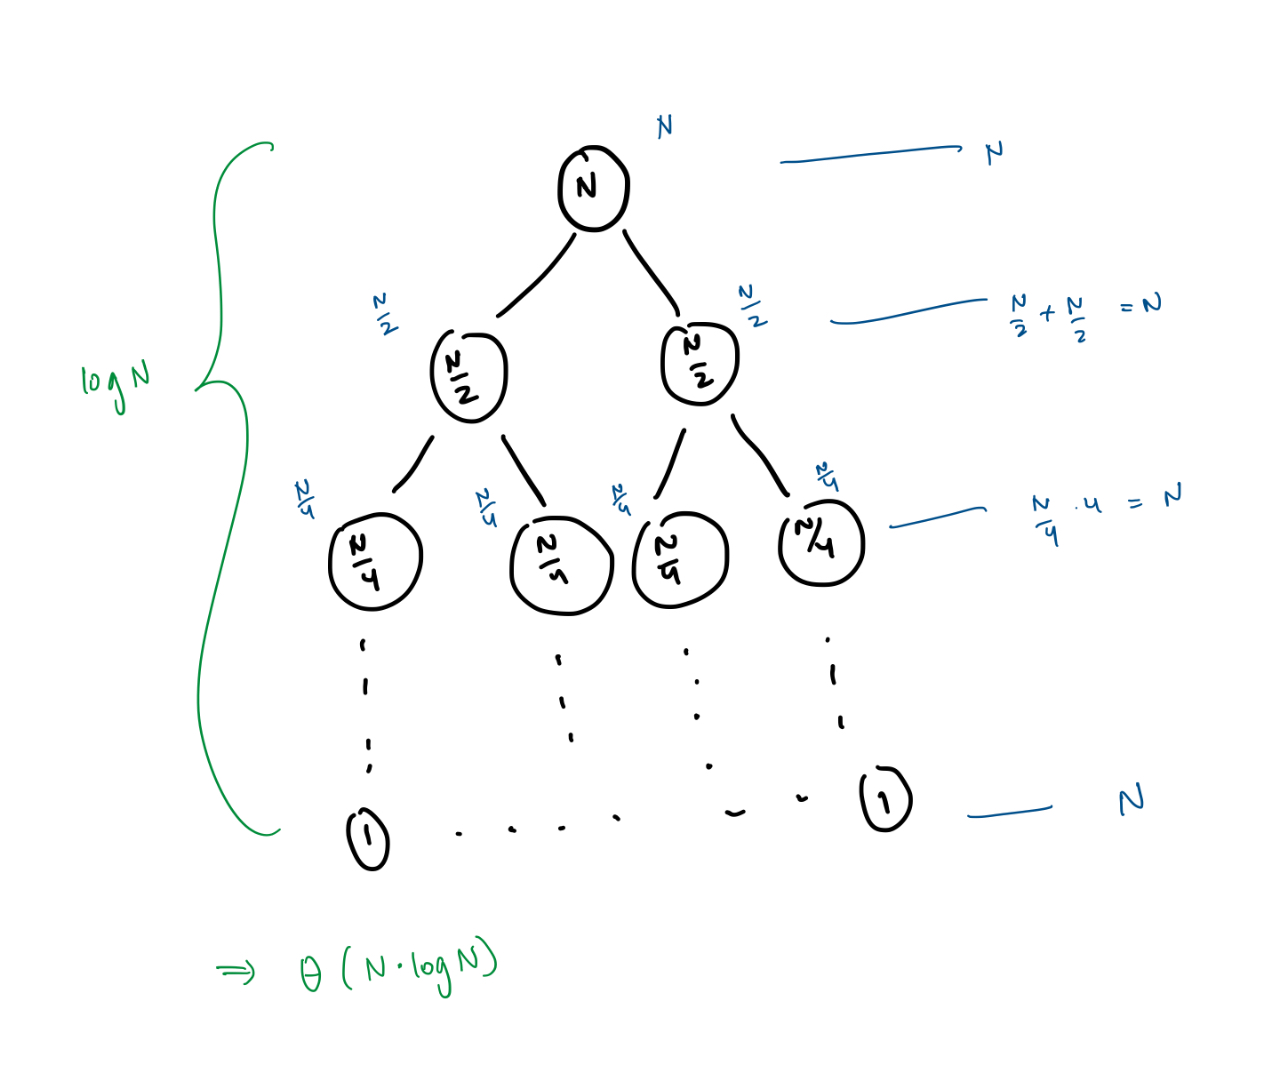 N
N
N
N/2
N/2
N/2 + N/2 = N
N/2
N/2
log N
N/4
N/4
N/4
N/4
N/4 · 4 = N
N/4
N/4
N/4
N/4
1
1
N
⇒ θ (N · log N)